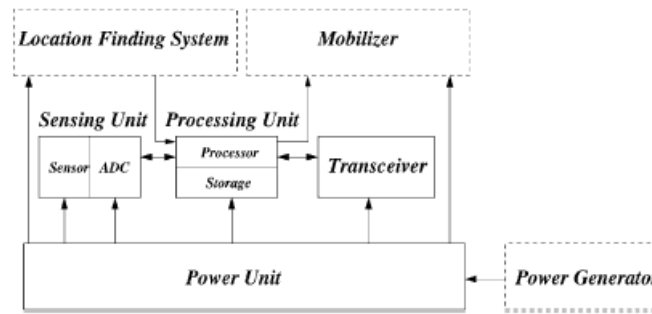 Location Finding System
Mobilizer
Sensing Unit
Processing Unit
Sensor
ADC
Processor
Storage
Transceiver
Power Unit
Power Generator